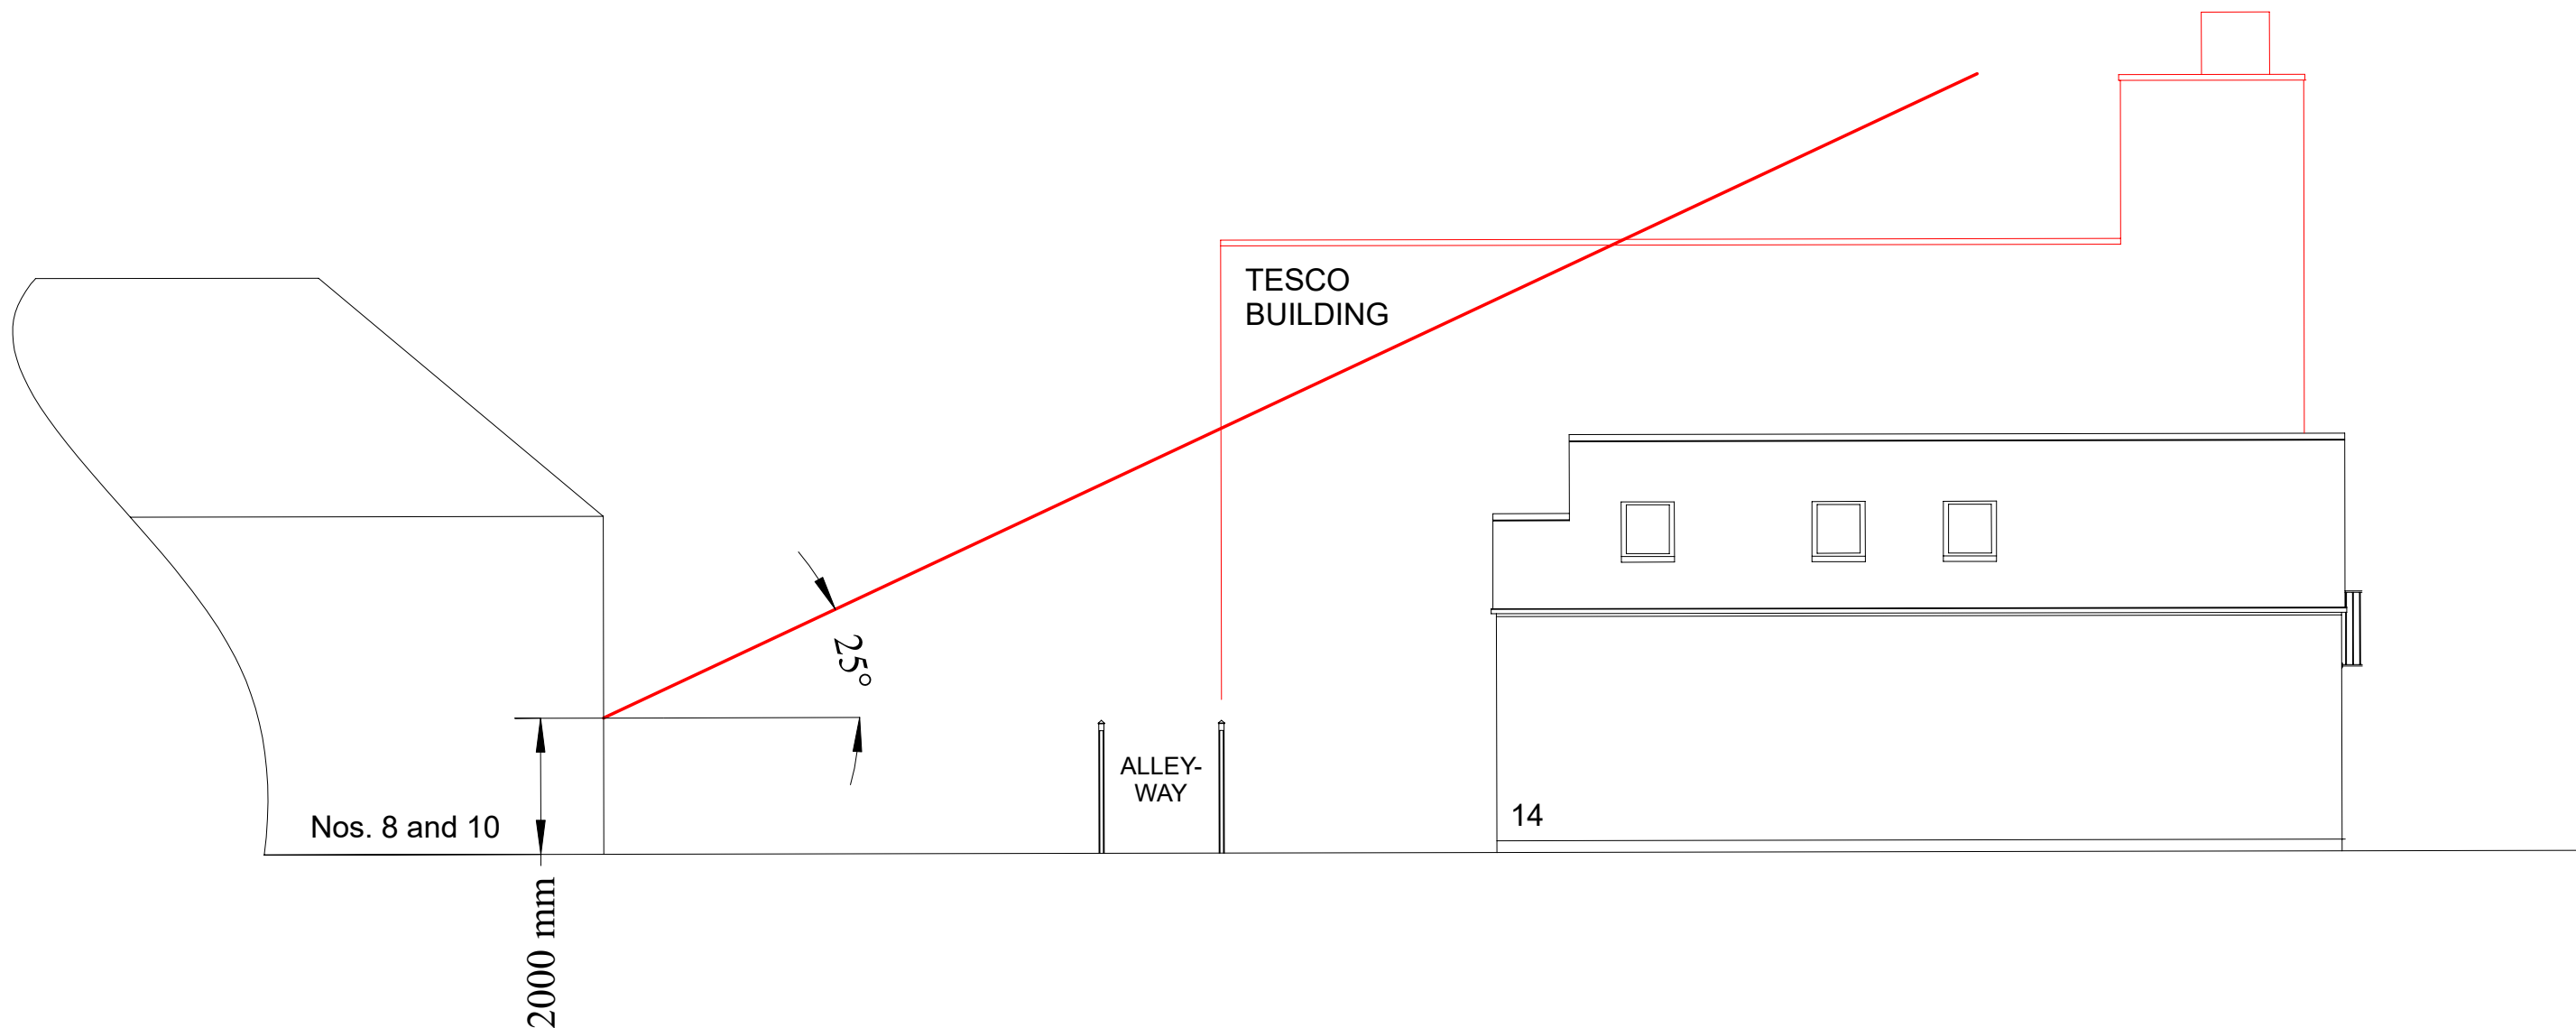 TESCO
BUILDING
25°
ALLEY-
WAY
Nos. 8 and 10
14
2000 mm